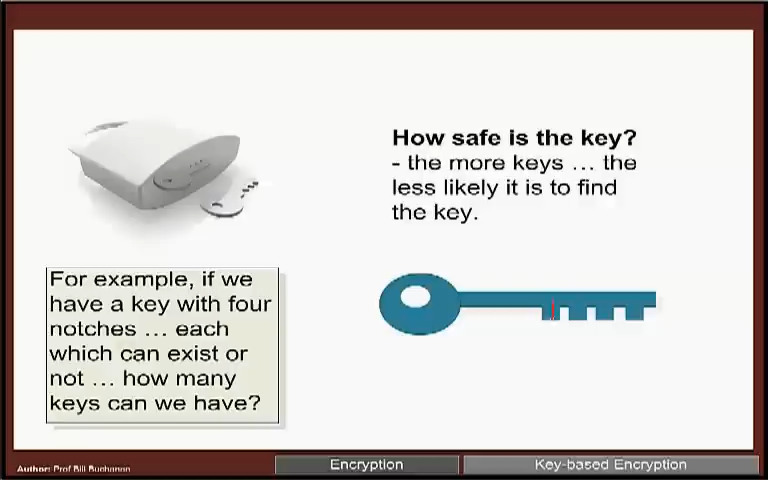 How safe is the key?
- the more keys … the
less likely it is to find
the key.
For example, if we
have a key with four
notches … each
which can exist or
not … how many
keys can we have?
Author: Prof Bill Buchanan
Encryption
Key-based Encryption